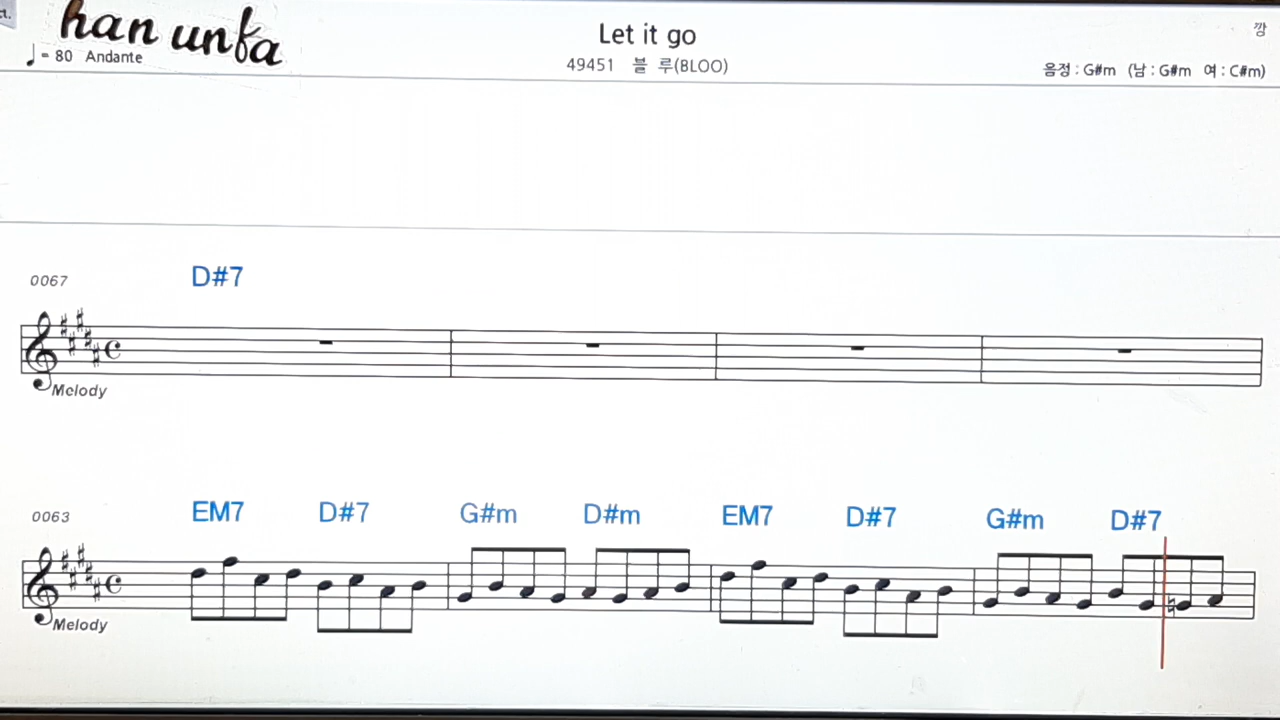 han unfa
Let it go
깡
♩= 80 Andante
49451 블 루(BLOO)
음정 : G#m (남 : G#m 여 : C#m)
D#7
0067
Melody
EM7 D#7 G#m D#m EM7 D#7 G#m D#7
0063
Melody